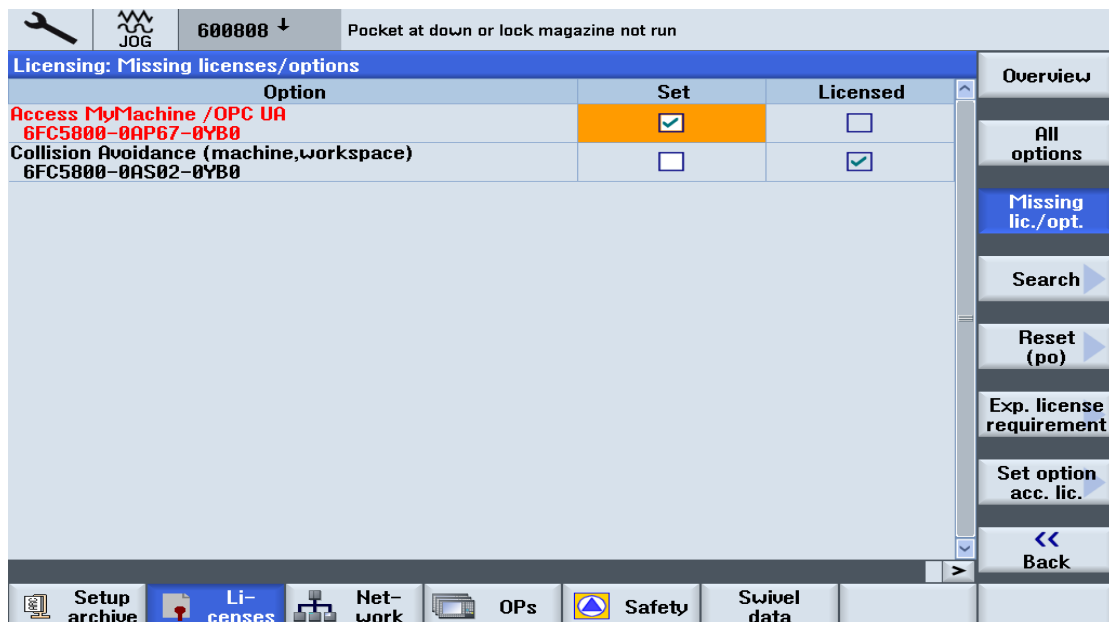 JOG
600808
Pocket at down or lock magazine not run
Licensing: Missing licenses/options
Option Set Licensed
Access MyMachine /OPC UA
6FC5800-0AP67-0YB0
Collision Avoidance (machine,workspace)
6FC5800-0AS02-0YB0
Overview
All
options
Missing
lic./opt.
Search
Reset
(po)
Exp. license
requirement
Set option
acc. lic.
<<
Back
>
Setup
archive
Li-
censes
Net-
work
OPs
Safety
Swivel
data